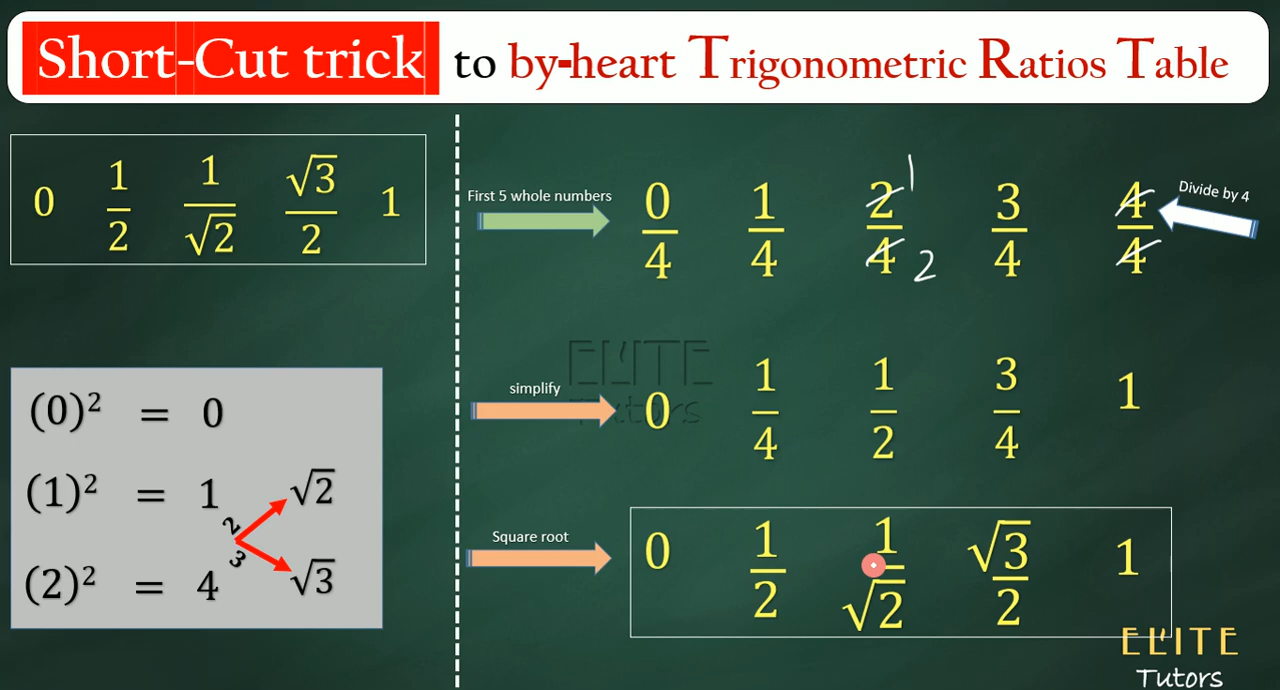 Short-Cut trick to by-heart Trigonometric Ratios Table
0 1/2 1/√2 √3/2 1
(0)² = 0
(1)² = 1 √2
2
3
(2)² = 4 √3
First 5 whole numbers 0/4 1/4 2/4 1 2 3/4 4/4 Divide by 4
ELITE
Tutors
simplify 0 1/4 1/2 3/4 1
Square root 0 1/2 1/√2 √3/2 1
ELITE
Tutors